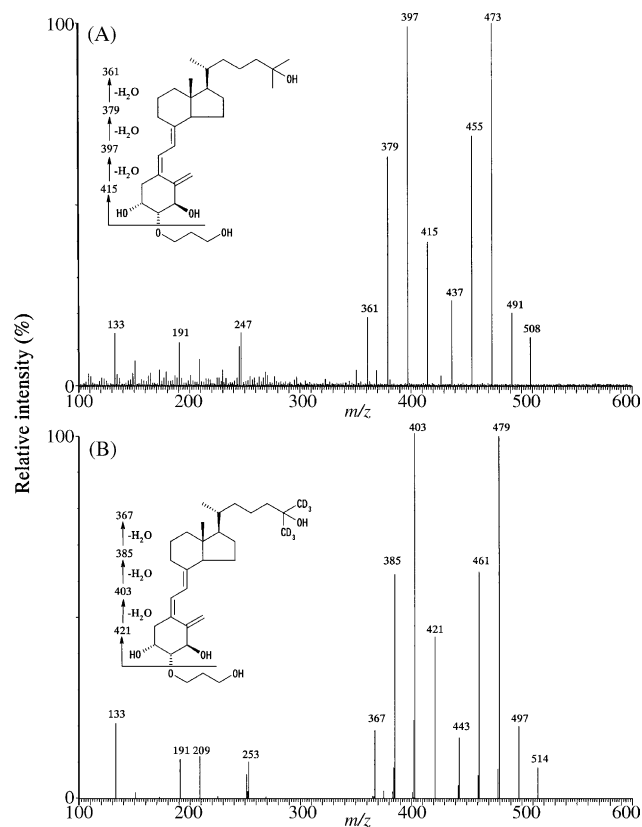 Relative intensity (%)
(A)
100
0
361
-H2O
379
-H2O
397
-H2O
415
OH
HO
OH
O
OH
133
191
247
361
379
397
415
437
455
473
491
508
100
200
300
400
500
600
m/z
(B)
100
0
367
-H2O
385
-H2O
403
-H2O
421
CD3
OH
CD3
HO
OH
O
OH
133
191
209
253
367
385
403
421
443
461
479
497
514
100
200
300
400
500
600
m/z